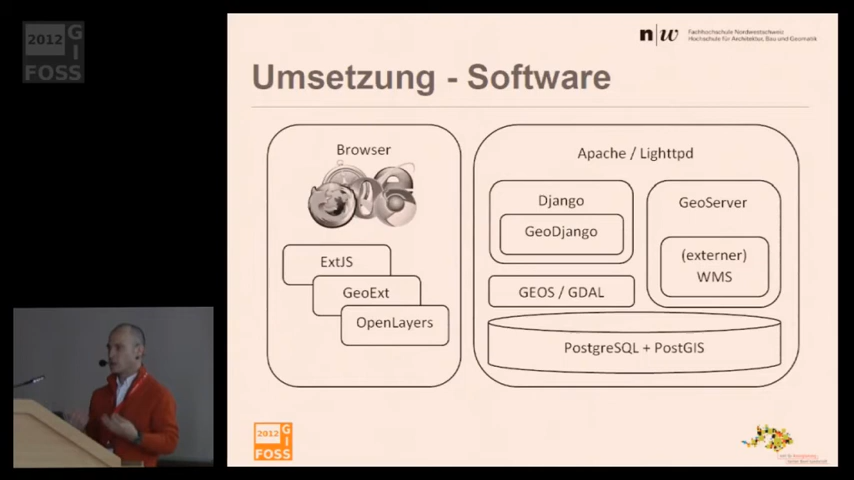 2012 GI
FOSS
n|w Fachhochschule Nordwestschweiz
Hochschule für Architektur, Bau und Geomatik
Umsetzung - Software
Browser
ExtJS
GeoExt
OpenLayers
Apache / Lighttpd
Django
GeoDjango
GeoServer
(externer)
WMS
GEOS / GDAL
PostgreSQL + PostGIS
2012 GI
FOSS